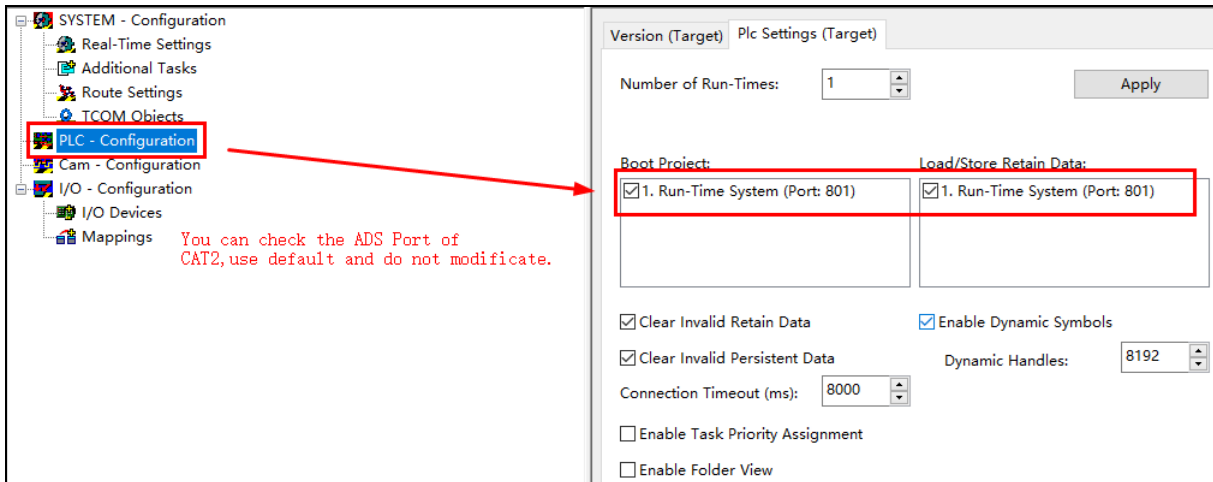 SYSTEM - Configuration
Real-Time Settings
Additional Tasks
Route Settings
TCOM Objects
PLC - Configuration
Cam - Configuration
I/O - Configuration
I/O Devices
Mappings
You can check the ADS Port of
CAT2,use default and do not modificate.
Version (Target) Plc Settings (Target)
Number of Run-Times: 1 Apply
Boot Project: Load/Store Retain Data:
1. Run-Time System (Port: 801) 1. Run-Time System (Port: 801)
Clear Invalid Retain Data Enable Dynamic Symbols
Clear Invalid Persistent Data Dynamic Handles: 8192
Connection Timeout (ms): 8000
Enable Task Priority Assignment
Enable Folder View